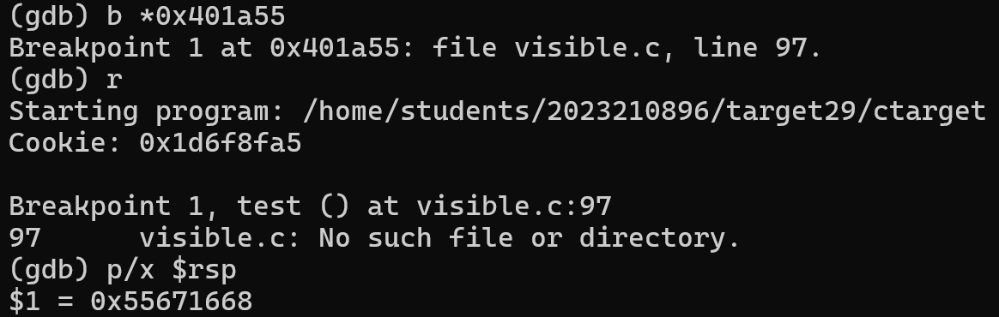 (gdb) b *0x401a55
Breakpoint 1 at 0x401a55: file visible.c, line 97.
(gdb) r
Starting program: /home/students/2023210896/target29/ctarget
Cookie: 0x1d6f8fa5
Breakpoint 1, test () at visible.c:97
97      visible.c: No such file or directory.
(gdb) p/x $rsp
$1 = 0x55671668